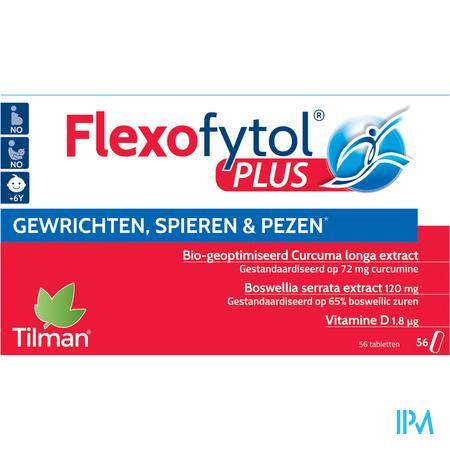 NO
NO
+6Y
Flexofytol®
PLUS
GEWRICHTEN, SPIEREN & PEZEN*
Bio-geoptimiseerd Curcuma longa extract
Gestandaardiseerd op 72 mg curcumine
Boswellia serrata extract 120 mg
Gestandaardiseerd op 65% boswellic zuren
Vitamine D 1,8 µg
Tilman®
56 tabletten 56
IPM